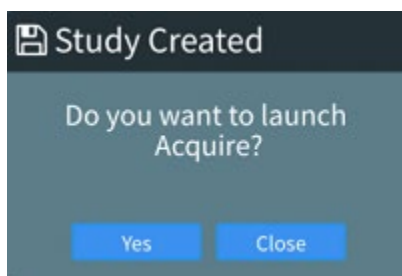 Study Created
Do you want to launch
Acquire?
Yes
Close